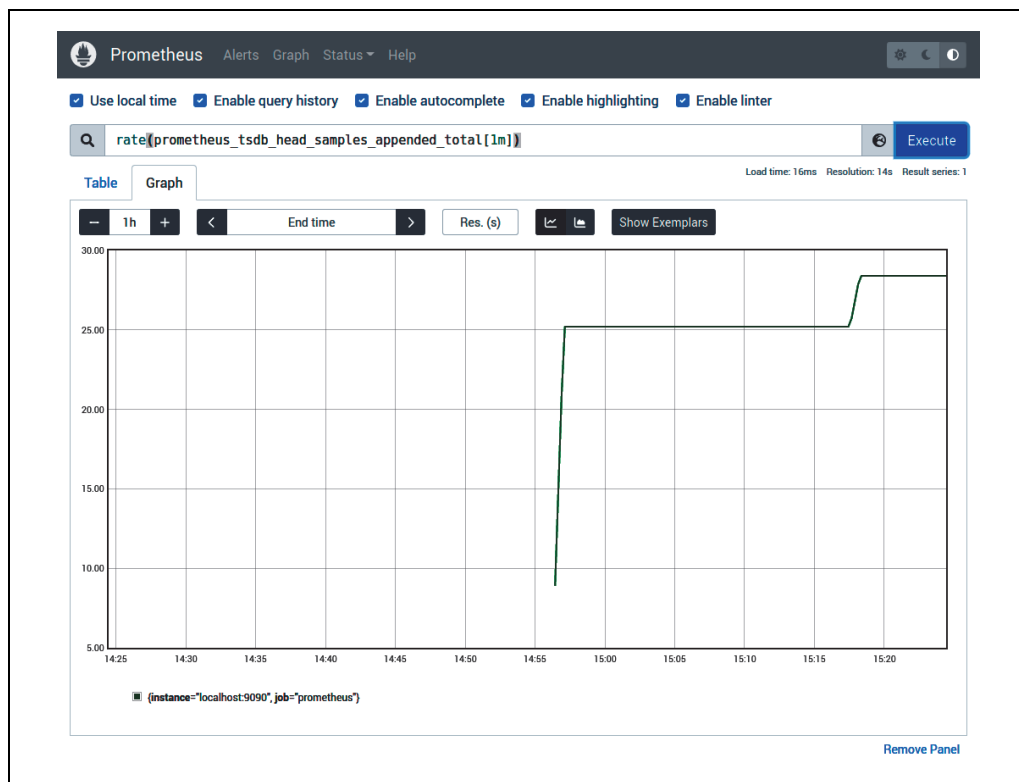 Prometheus Alerts Graph Status Help
Use local time Enable query history Enable autocomplete Enable highlighting Enable linter
rate(prometheus_tsdb_head_samples_appended_total[1m]) Execute
Load time: 16ms Resolution: 14s Result series: 1
Table Graph
− 1h + < End time > Res. (s) Show Exemplars
30.00
25.00
20.00
15.00
10.00
5.00
14:25 14:30 14:35 14:40 14:45 14:50 14:55 15:00 15:05 15:10 15:15 15:20
{instance="localhost:9090", job="prometheus"}
Remove Panel